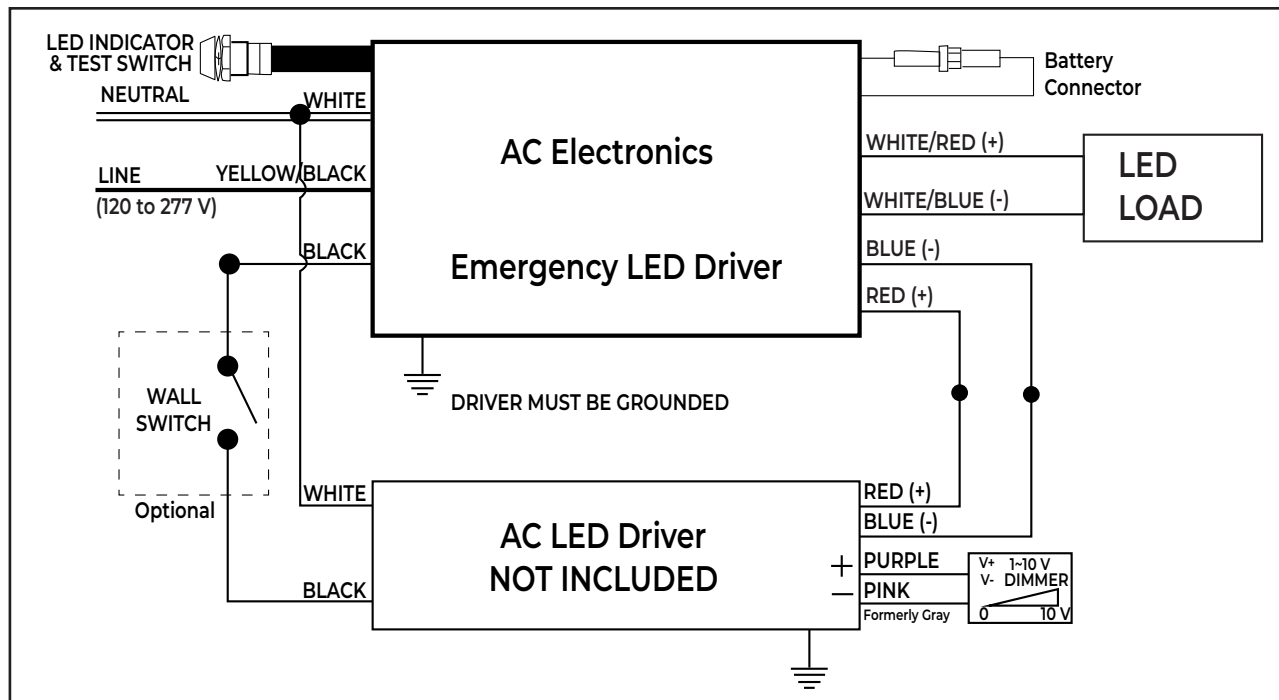 LED INDICATOR
& TEST SWITCH
NEUTRAL
WHITE
LINE
YELLOW/BLACK
(120 to 277 V)
BLACK
AC Electronics
Emergency LED Driver
Battery
Connector
WHITE/RED (+)
WHITE/BLUE (-)
LED
LOAD
BLUE (-)
RED (+)
WALL
SWITCH
Optional
DRIVER MUST BE GROUNDED
WHITE
BLACK
AC LED Driver
NOT INCLUDED
RED (+)
BLUE (-)
+ PURPLE
− PINK
Formerly Gray
V+ 1~10 V
V- DIMMER
0 10 V